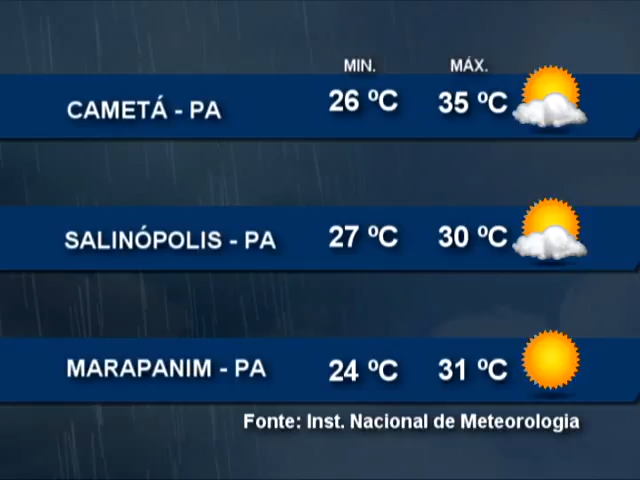 MIN. MÁX.
CAMETÁ - PA 26 ºC 35 ºC
SALINÓPOLIS - PA 27 ºC 30 ºC
MARAPANIM - PA 24 ºC 31 ºC
Fonte: Inst. Nacional de Meteorologia